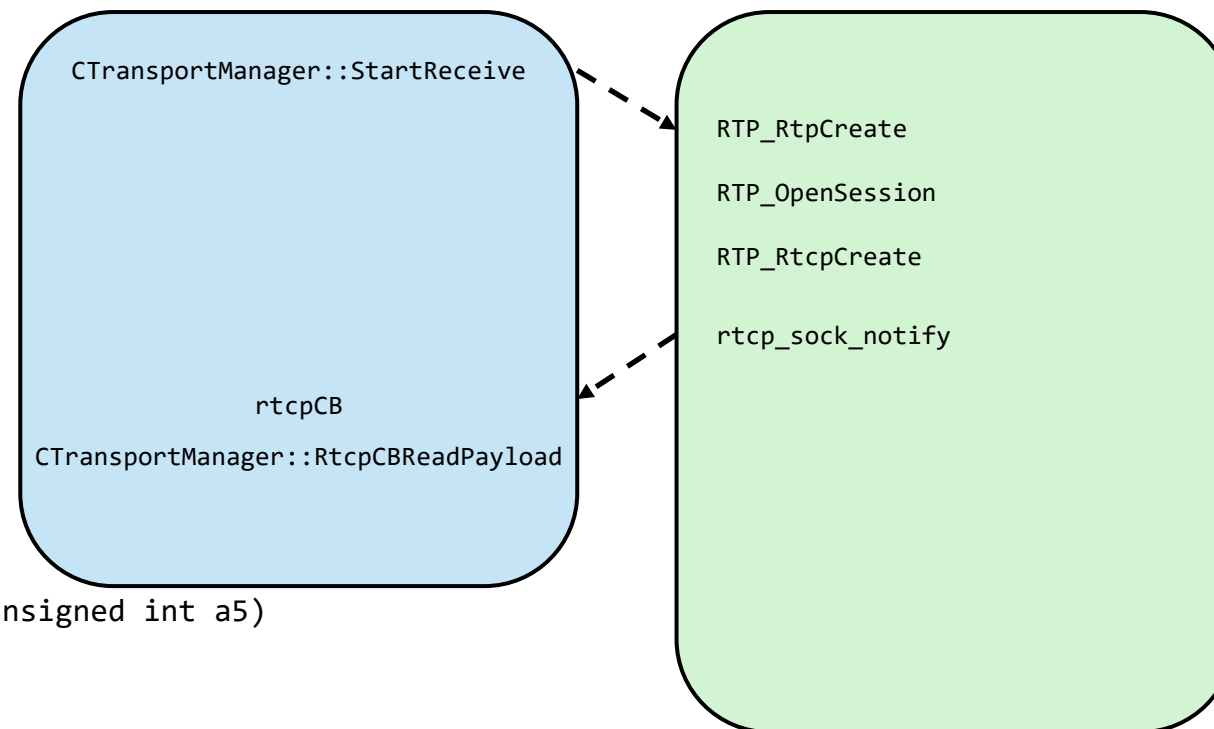 CTransportManager::StartReceive
rtcpCB
CTransportManager::RtcpCBReadPayload
nsigned int a5)
RTP_RtpCreate
RTP_OpenSession
RTP_RtcpCreate
rtcp_sock_notify